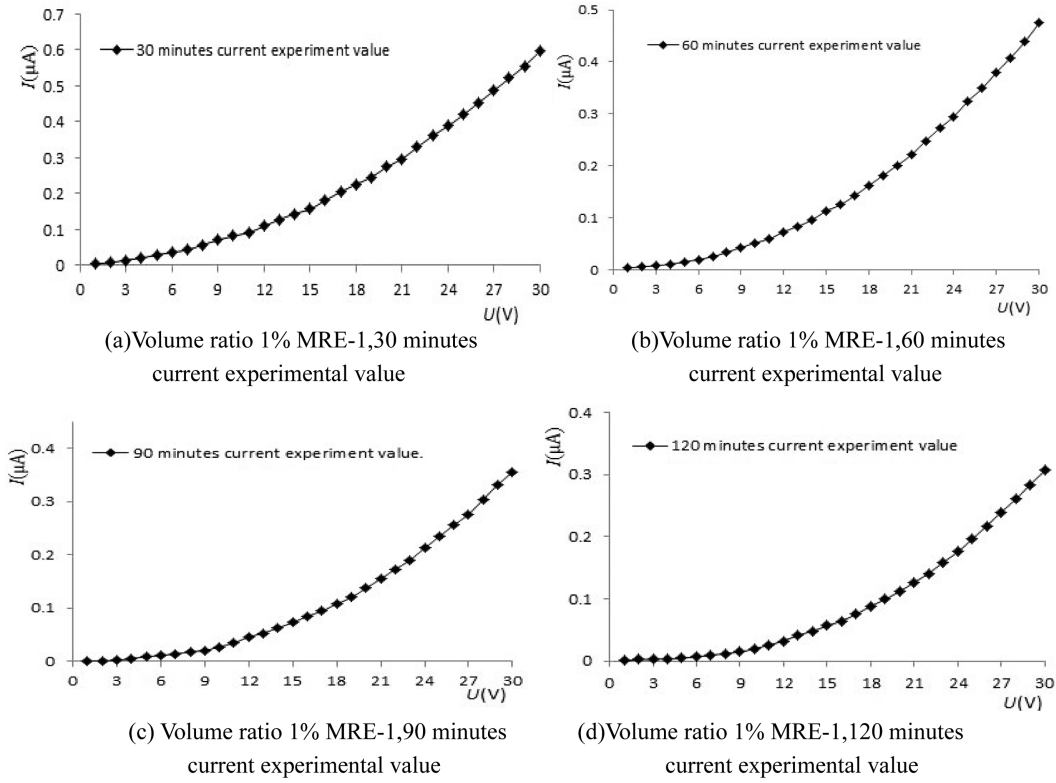 I(μA)
0.7
0.6
0.5
0.4
0.3
0.2
0.1
0
30 minutes current experiment value
0 3 6 9 12 15 18 21 24 27 30
U(V)
(a)Volume ratio 1% MRE-1,30 minutes
current experimental value
I(μA)
0.5
0.4
0.3
0.2
0.1
0
60 minutes current experiment value
0 3 6 9 12 15 18 21 24 27 30
U(V)
(b)Volume ratio 1% MRE-1,60 minutes
current experimental value
I(μA)
0.4
0.3
0.2
0.1
0
90 minutes current experiment value.
0 3 6 9 12 15 18 21 24 27 30
U(V)
(c) Volume ratio 1% MRE-1,90 minutes
current experimental value
I(μA)
0.4
0.3
0.2
0.1
0
120 minutes current experiment value
0 3 6 9 12 15 18 21 24 27 30
U(V)
(d)Volume ratio 1% MRE-1,120 minutes
current experimental value